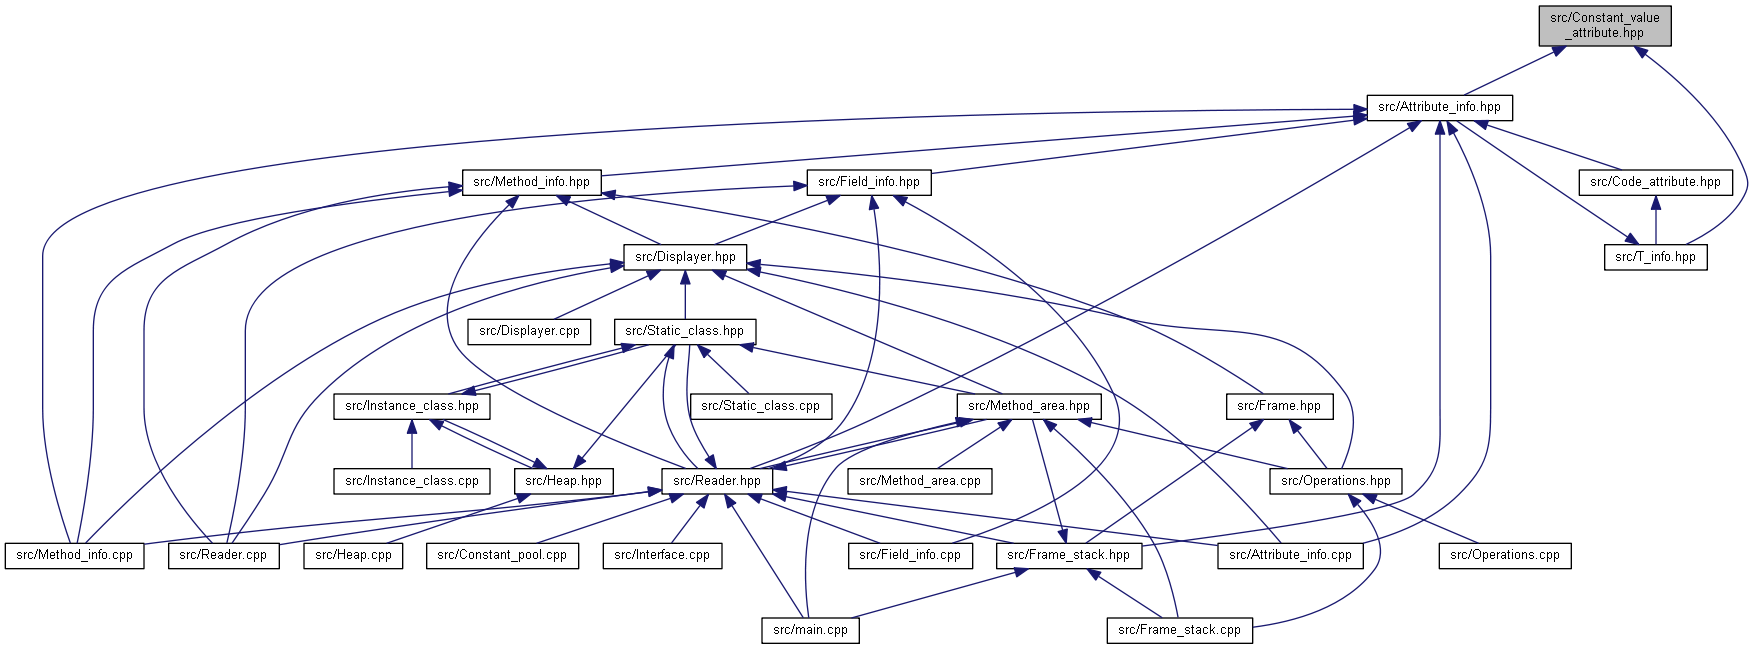 src/Constant_value
_attribute.hpp
src/Attribute_info.hpp
src/Method_info.hpp
src/Field_info.hpp
src/Code_attribute.hpp
src/Displayer.hpp
src/T_info.hpp
src/Displayer.cpp
src/Static_class.hpp
src/Instance_class.hpp
src/Static_class.cpp
src/Method_area.hpp
src/Frame.hpp
src/Instance_class.cpp
src/Heap.hpp
src/Reader.hpp
src/Method_area.cpp
src/Operations.hpp
src/Method_info.cpp
src/Reader.cpp
src/Heap.cpp
src/Constant_pool.cpp
src/Interface.cpp
src/Field_info.cpp
src/Frame_stack.hpp
src/Attribute_info.cpp
src/Operations.cpp
src/main.cpp
src/Frame_stack.cpp